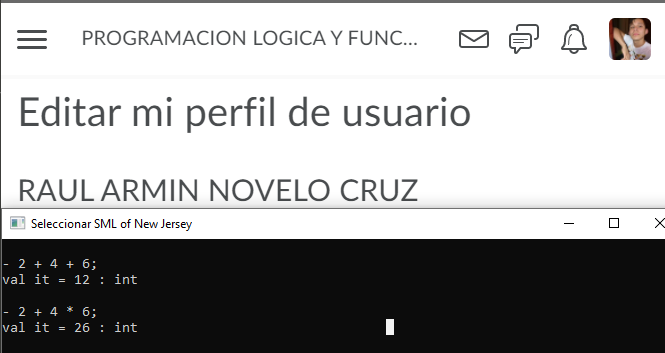 PROGRAMACION LOGICA Y FUNC...
Editar mi perfil de usuario
RAUL ARMIN NOVELO CRUZ
Seleccionar SML of New Jersey
- 2 + 4 + 6;
val it = 12 : int
- 2 + 4 * 6;
val it = 26 : int